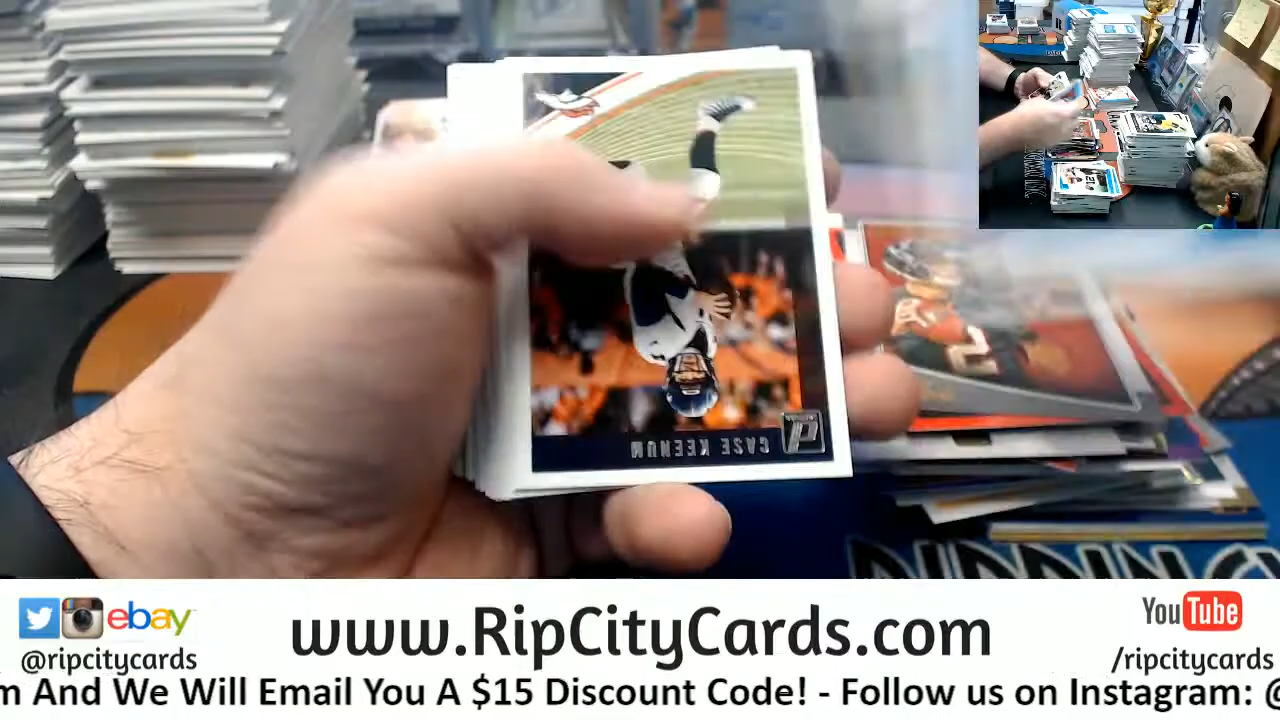 CASE KEENUM
ebay
@ripcitycards
www.RipCityCards.com
YouTube
/ripcitycards
m And We Will Email You A $15 Discount Code! - Follow us on Instagram: @